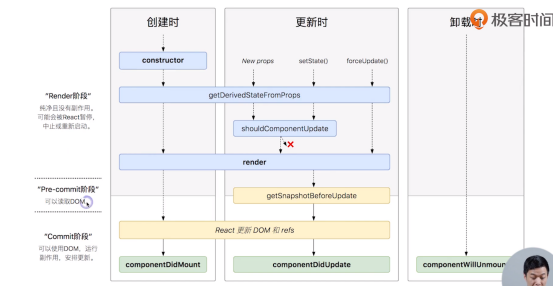 极客时间
创建时
更新时
卸载时
constructor
New props
setState()
forceUpdate()
"Render阶段"
纯净且没有副作用。
可能会被React暂停、
中止或重新启动。
getDerivedStateFromProps
shouldComponentUpdate
render
"Pre-commit阶段"
可以读取DOM。
getSnapshotBeforeUpdate
"Commit阶段"
可以使用DOM，运行
副作用，安排更新。
React 更新 DOM 和 refs
componentDidMount
componentDidUpdate
componentWillUnmoun